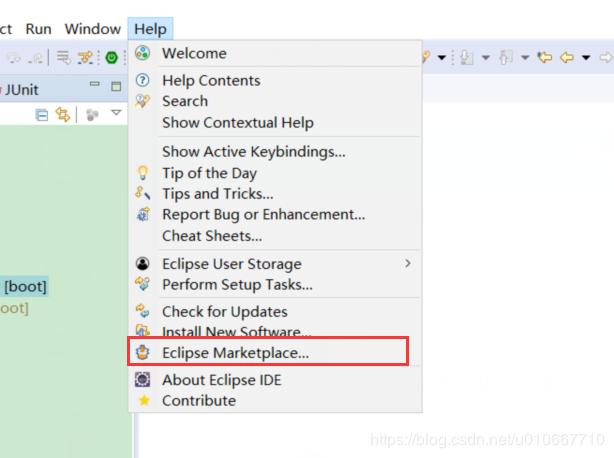 ct Run Window Help
Welcome
JUnit
Help Contents
Search
Show Contextual Help
Show Active Keybindings...
Tip of the Day
Tips and Tricks...
Report Bug or Enhancement...
Cheat Sheets...
Eclipse User Storage
[boot]
Perform Setup Tasks...
oot]
Check for Updates
Install New Software...
Eclipse Marketplace...
About Eclipse IDE
Contribute
https://blog.csdn.net/u010667710